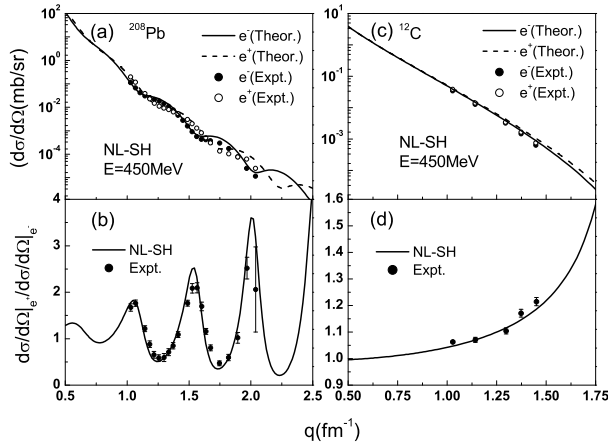 (a)
²⁰⁸Pb
e⁻(Theor.)
e⁺(Theor.)
e⁻(Expt.)
e⁺(Expt.)
NL-SH
E=450MeV
10²
10⁰
10⁻²
10⁻⁴
10⁻⁶
(dσ/dΩ)(mb/sr)
(c)
¹²C
e⁻(Theor.)
e⁺(Theor.)
e⁻(Expt.)
e⁺(Expt.)
NL-SH
E=450MeV
10¹
10⁻¹
10⁻³
(b)
NL-SH
Expt.
4
3
2
1
0
dσ/dΩ|e⁺/dσ/dΩ|e⁻
0.5 1.0 1.5 2.0 2.5
(d)
NL-SH
Expt.
1.6
1.4
1.3
1.2
1.1
1.0
0.9
0.50 0.75 1.00 1.25 1.50 1.75
q(fm⁻¹)